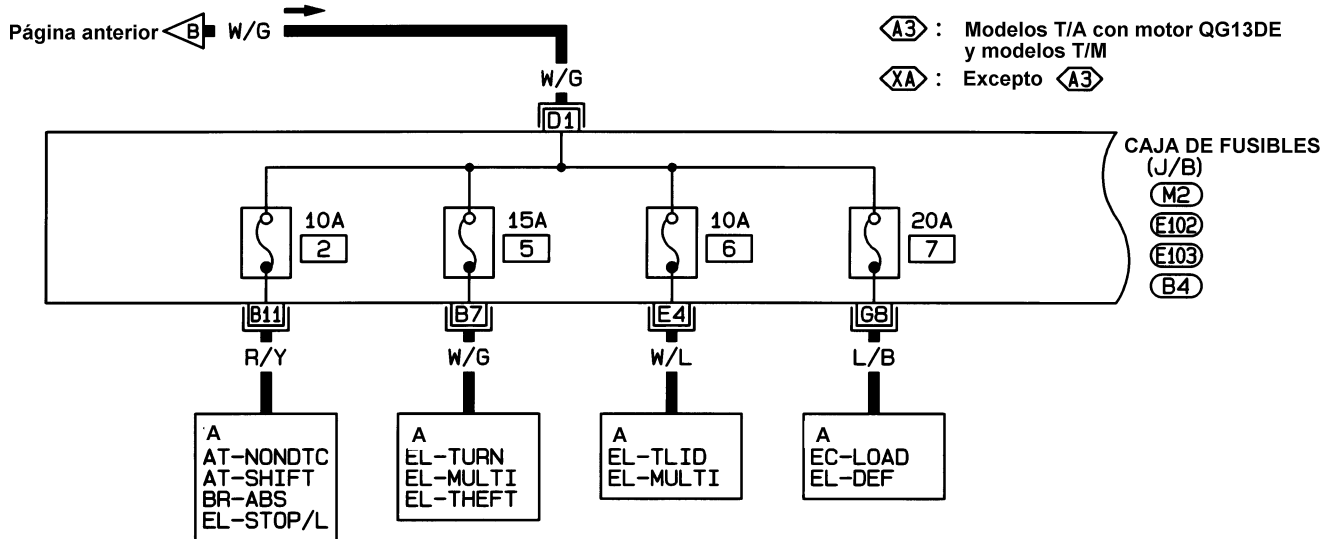 Página anterior B W/G
A3 : Modelos T/A con motor QG13DE
y modelos T/M
XA : Excepto A3
W/G
D1
CAJA DE FUSIBLES
(J/B)
M2
E102
E103
B4
10A
2
15A
5
10A
6
20A
7
B11
B7
E4
G8
R/Y
W/G
W/L
L/B
A
AT-NONDTC
AT-SHIFT
BR-ABS
EL-STOP/L
A
EL-TURN
EL-MULTI
EL-THEFT
A
EL-TLID
EL-MULTI
A
EC-LOAD
EL-DEF